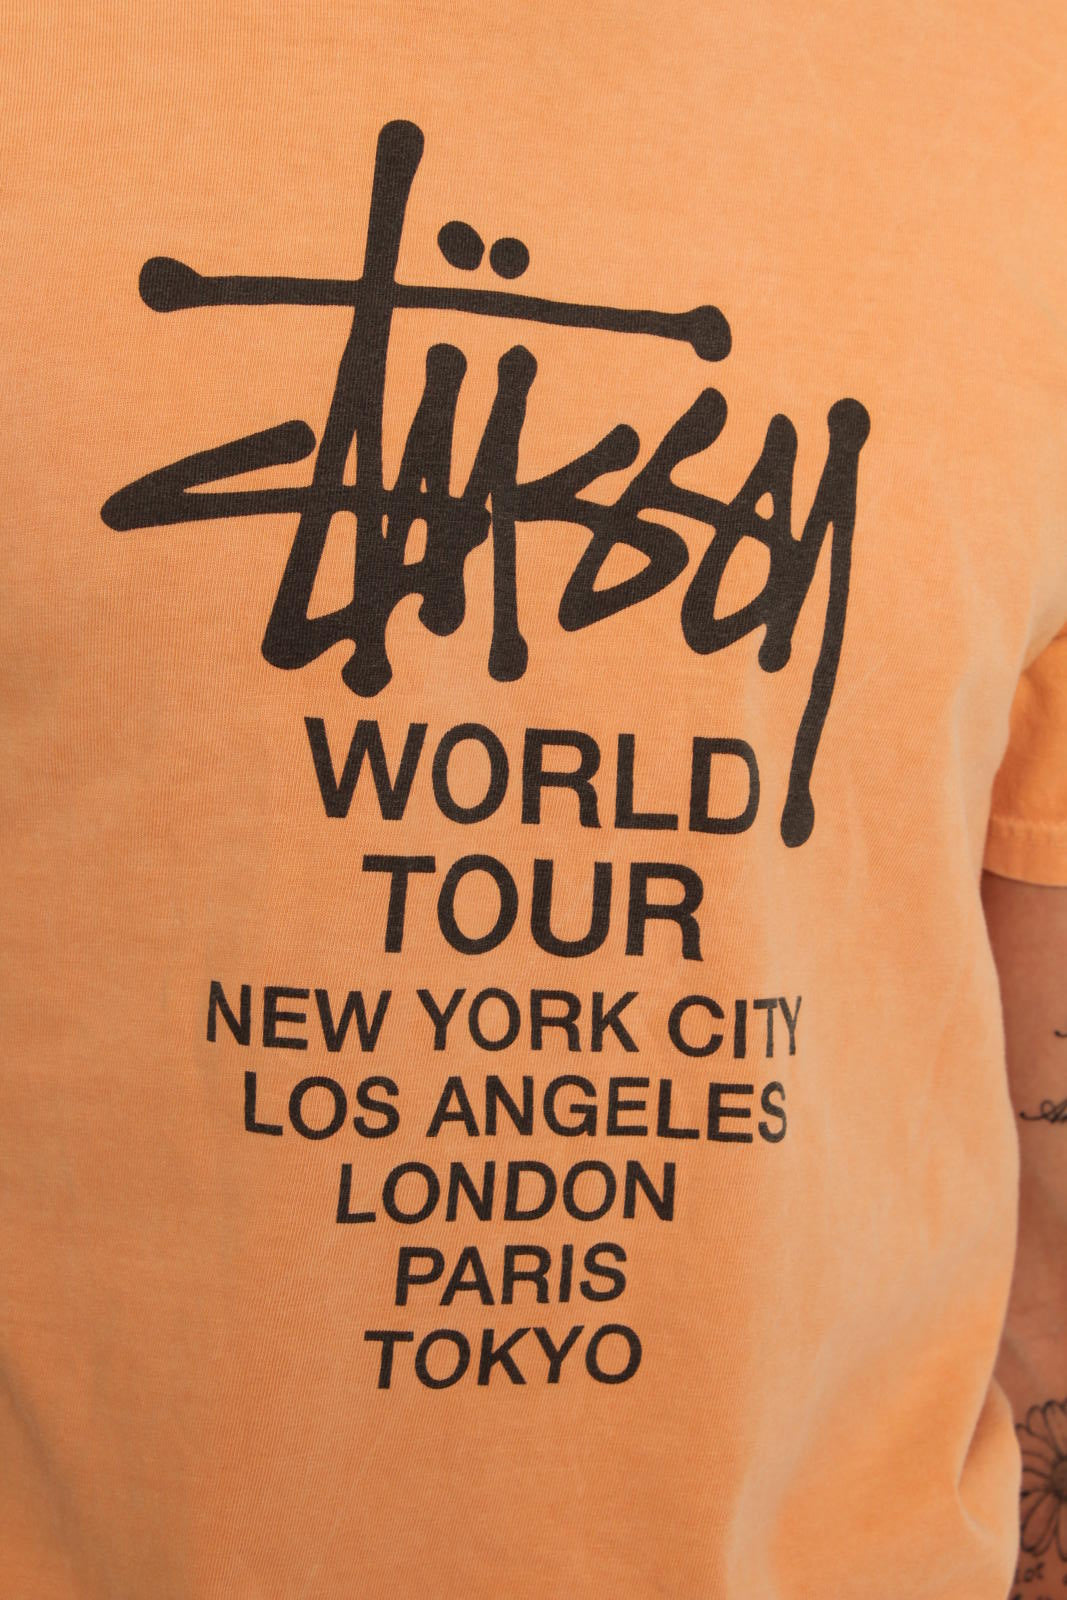 Stüssy
WORLD
TOUR
NEW YORK CITY
LOS ANGELES
LONDON
PARIS
TOKYO